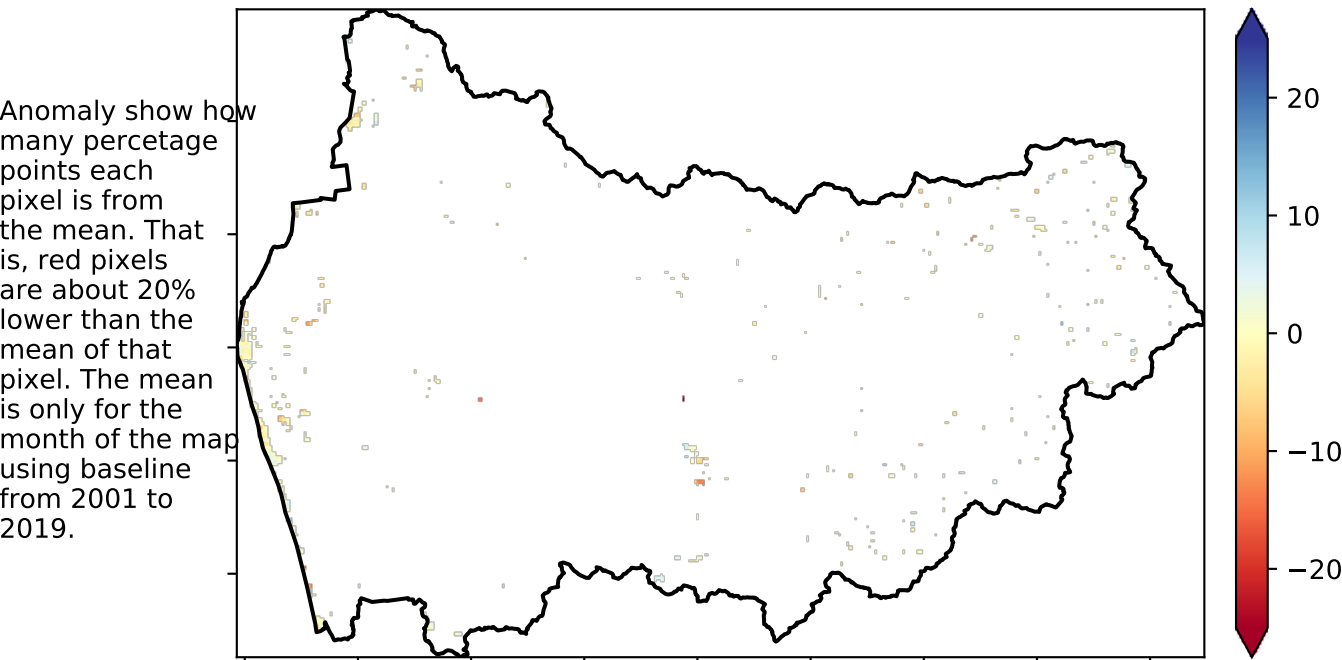 Anomaly show how
many percetage
points each
pixel is from
the mean. That
is, red pixels
are about 20%
lower than the
mean of that
pixel. The mean
is only for the
month of the map
using baseline
from 2001 to
2019.
20
10
0
−10
−20